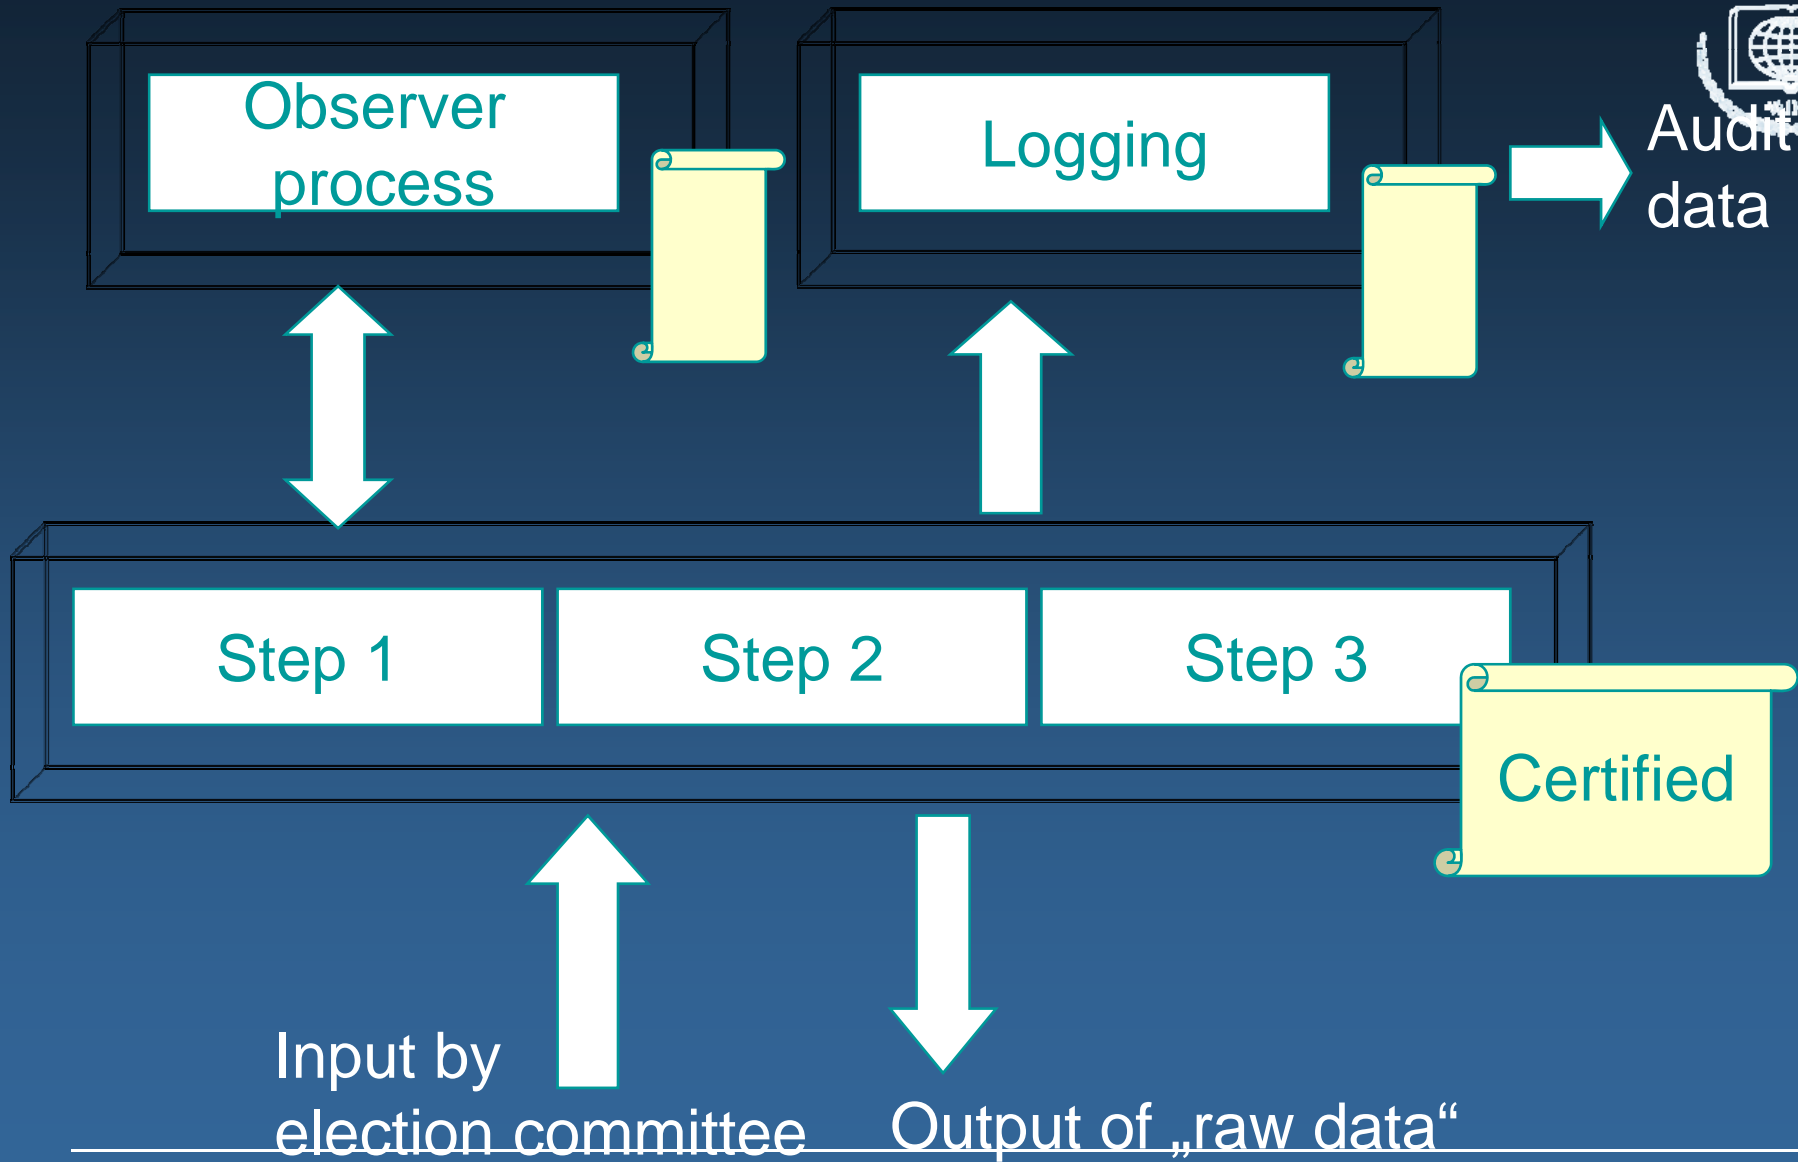 Observer
process
Logging
Audit
data
Step 1
Step 2
Step 3
Certified
Input by
election committee
Output of „raw data“